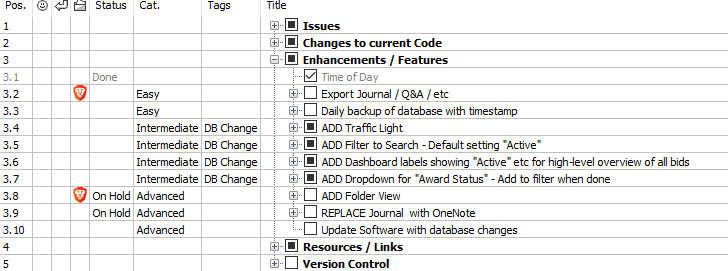 Pos. Status Cat. Tags Title
1 Issues
2 Changes to current Code
3 Enhancements / Features
3.1 Done Time of Day
3.2 Easy Export Journal / Q&A / etc
3.3 Easy Daily backup of database with timestamp
3.4 Intermediate DB Change ADD Traffic Light
3.5 Intermediate DB Change ADD Filter to Search - Default setting "Active"
3.6 Intermediate DB Change ADD Dashboard labels showing "Active" etc for high-level overview of all bids
3.7 Intermediate DB Change ADD Dropdown for "Award Status" - Add to filter when done
3.8 On Hold Advanced ADD Folder View
3.9 On Hold Advanced REPLACE Journal with OneNote
3.10 Advanced Update Software with database changes
4 Resources / Links
5 Version Control